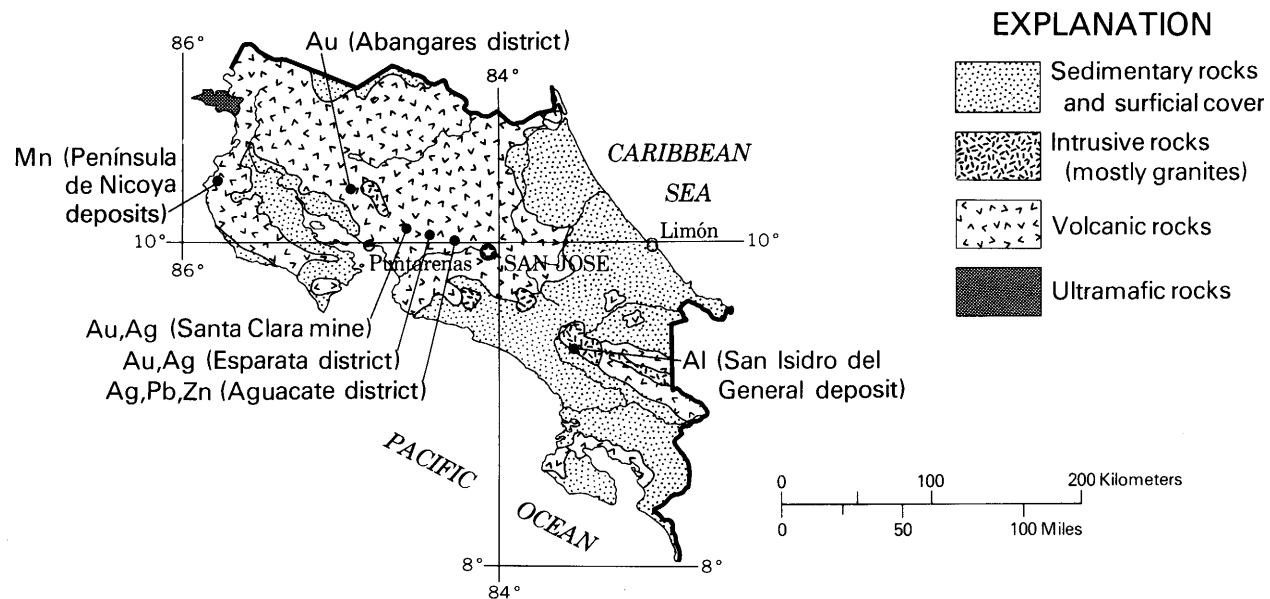 EXPLANATION
Sedimentary rocks
and surficial cover
Intrusive rocks
(mostly granites)
Volcanic rocks
Ultramafic rocks
86°
Au (Abangares district)
84°
CARIBBEAN
SEA
Mn (Península
de Nicoya
deposits)
10°
86°
Limón
10°
Puntarenas
SAN JOSE
Au,Ag (Santa Clara mine)
Au,Ag (Esparata district)
Ag,Pb,Zn (Aguacate district)
Al (San Isidro del
General deposit)
PACIFIC
OCEAN
8°
8°
84°
0 100 200 Kilometers
0 50 100 Miles